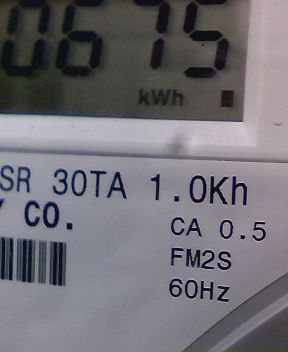 0675
kWh
SR 30TA 1.0Kh
Y CO.
CA 0.5
FM2S
60Hz